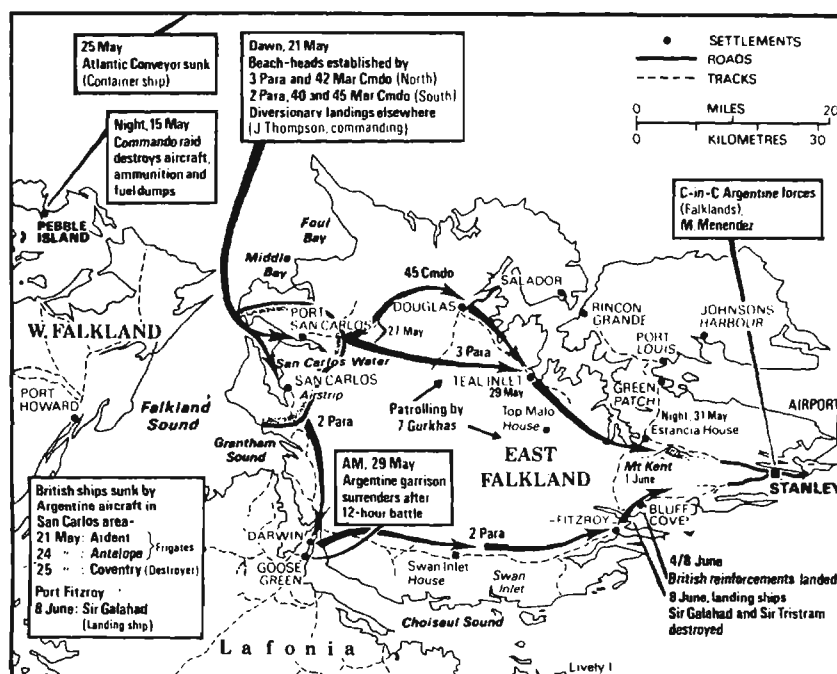 25 May
Atlantic Conveyor sunk
(Container ship)
Dawn, 21 May
Beach-heads established by
3 Para and 42 Mar Cmdo (North)
2 Para, 40 and 45 Mar Cmdo (South)
Diversionary landings elsewhere
(J Thompson, commanding)
SETTLEMENTS
ROADS
TRACKS
0 MILES 20
0 KILOMETRES 30
Night, 15 May
Commando raid
destroys aircraft,
ammunition and
fuel dumps
C-in-C Argentine forces
(Falklands),
M. Menendez
PEBBLE
ISLAND
Foul
Bay
Middle
Bay
45 Cmdo
SALADOR
DOUGLAS
RINCON
GRANDE
JOHNSONS
HARBOUR
PORT
SAN CARLOS
27 May
W. FALKLAND
PORT
LOUIS
3 Para
San Carlos Water
TEAL INLET
29 May
GREEN
PATCH
SAN CARLOS
Airstrip
PORT
HOWARD
Falkland
Sound
Patrolling by
7 Gurkhas
Top Malo
House
Night, 31 May
Estancia House
AIRPORT
2 Para
Grantham
Sound
EAST
FALKLAND
Mt Kent
1 June
STANLEY
AM, 29 May
Argentine garrison
surrenders after
12-hour battle
British ships sunk by
Argentine aircraft in
San Carlos area-
21 May: Ardent
24 " : Antelope } Frigates
25 " : Coventry (Destroyer)
Port Fitzroy
8 June: Sir Galahad
(Landing ship)
BLUFF
COVE
FITZROY
2 Para
DARWIN
GOOSE
GREEN
Swan Inlet
House
Swan
Inlet
4/8 June
British reinforcements landed
8 June, landing ships
Sir Galahad and Sir Tristram
destroyed
Choiseul Sound
Lafonia
Lively I